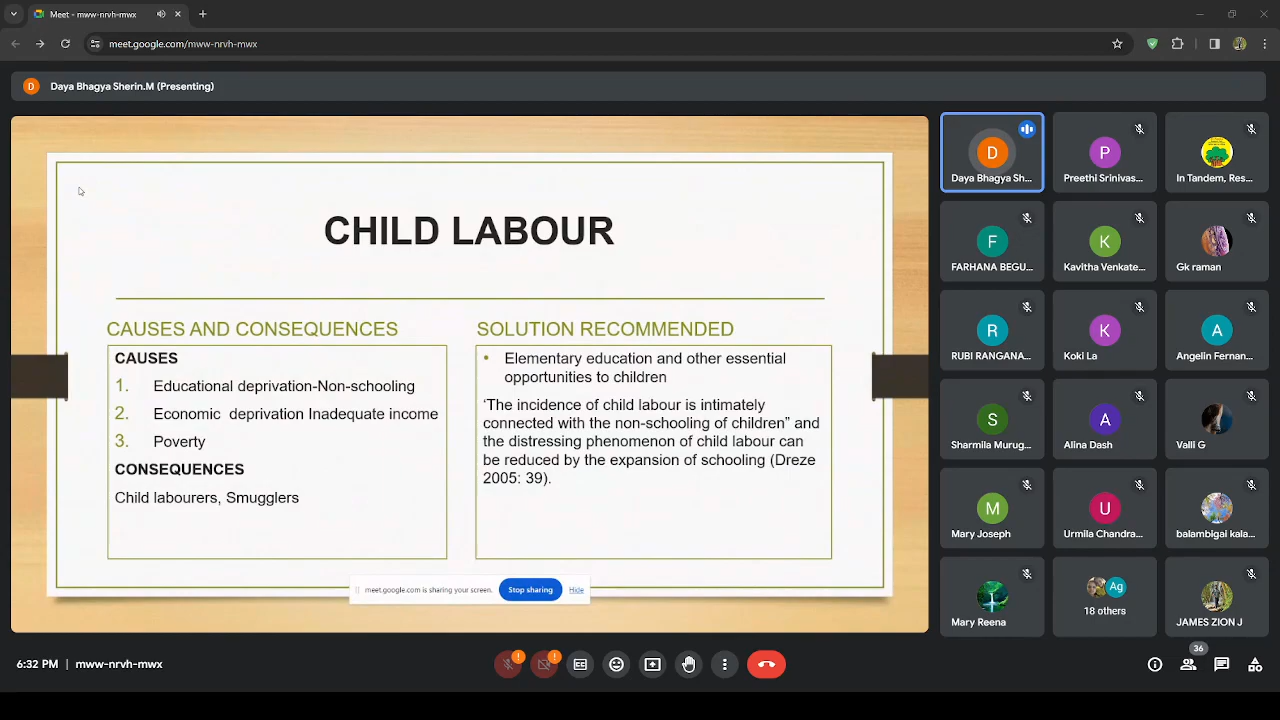 Meet - mww-nrvh-mwx
meet.google.com/mww-nrvh-mwx
D
Daya Bhagya Sherin.M (Presenting)
CHILD LABOUR
CAUSES AND CONSEQUENCES
CAUSES
1. Educational deprivation-Non-schooling
2. Economic deprivation Inadequate income
3. Poverty
CONSEQUENCES
Child labourers, Smugglers
SOLUTION RECOMMENDED
• Elementary education and other essential
opportunities to children
‘The incidence of child labour is intimately
connected with the non-schooling of children” and
the distressing phenomenon of child labour can
be reduced by the expansion of schooling (Dreze
2005: 39).
meet.google.com is sharing your screen.
Stop sharing
Hide
D
Daya Bhagya Sh...
P
Preethi Srinivas...
In Tandem, Res...
F
FARHANA BEGU...
K
Kavitha Venkate...
Gk raman
R
RUBI RANGANA...
K
Koki La
A
Angelin Fernan...
S
Sharmila Murug...
A
Alina Dash
Valli G
M
Mary Joseph
U
Urmila Chandra...
balambigai kala...
Mary Reena
Ag
18 others
JAMES ZION J
6:32 PM | mww-nrvh-mwx
36